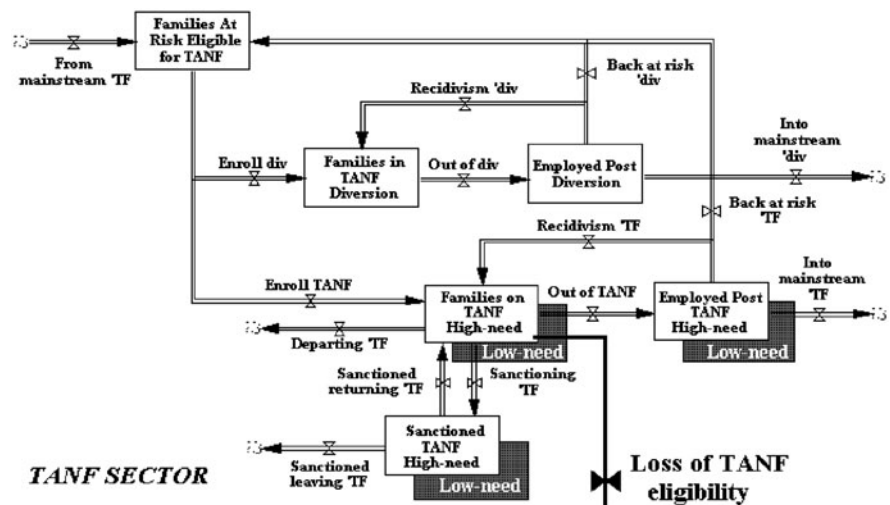 Families At
Risk Eligible
for TANF
From
mainstream 'TF
Back at risk
'div
Recidivism 'div
Into
mainstream
'div
Enroll div
Families in
TANF
Diversion
Out of div
Employed Post
Diversion
Back at risk
'TF
Recidivism 'TF
Into
mainstream
'TF
Enroll TANF
Families on
TANF
High-need
Low-need
Out of TANF
Employed Post
TANF
High-need
Low-need
Departing 'TF
Sanctioned
returning 'TF
Sanctioning
'TF
Sanctioned
TANF
High-need
Low-need
Sanctioned
leaving 'TF
TANF SECTOR
Loss of TANF
eligibility